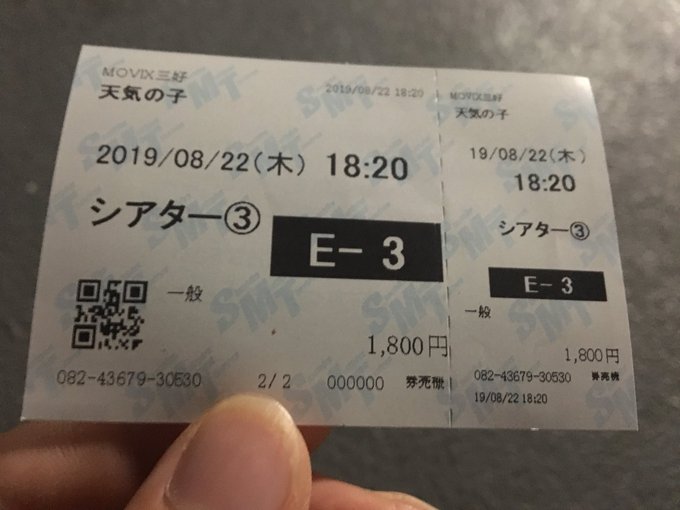 MOVIX三好
天気の子
2019/08/22 18:20
2019/08/22(木) 18:20
シアター③
E-3
一般
1,800円
082-43679-30530 2/2 000000 券売機
MOVIX三好
天気の子
19/08/22(木)
18:20
シアター③
E-3
一般
1,800円
082-43679-30530 券売機
19/08/22 18:20
SMT